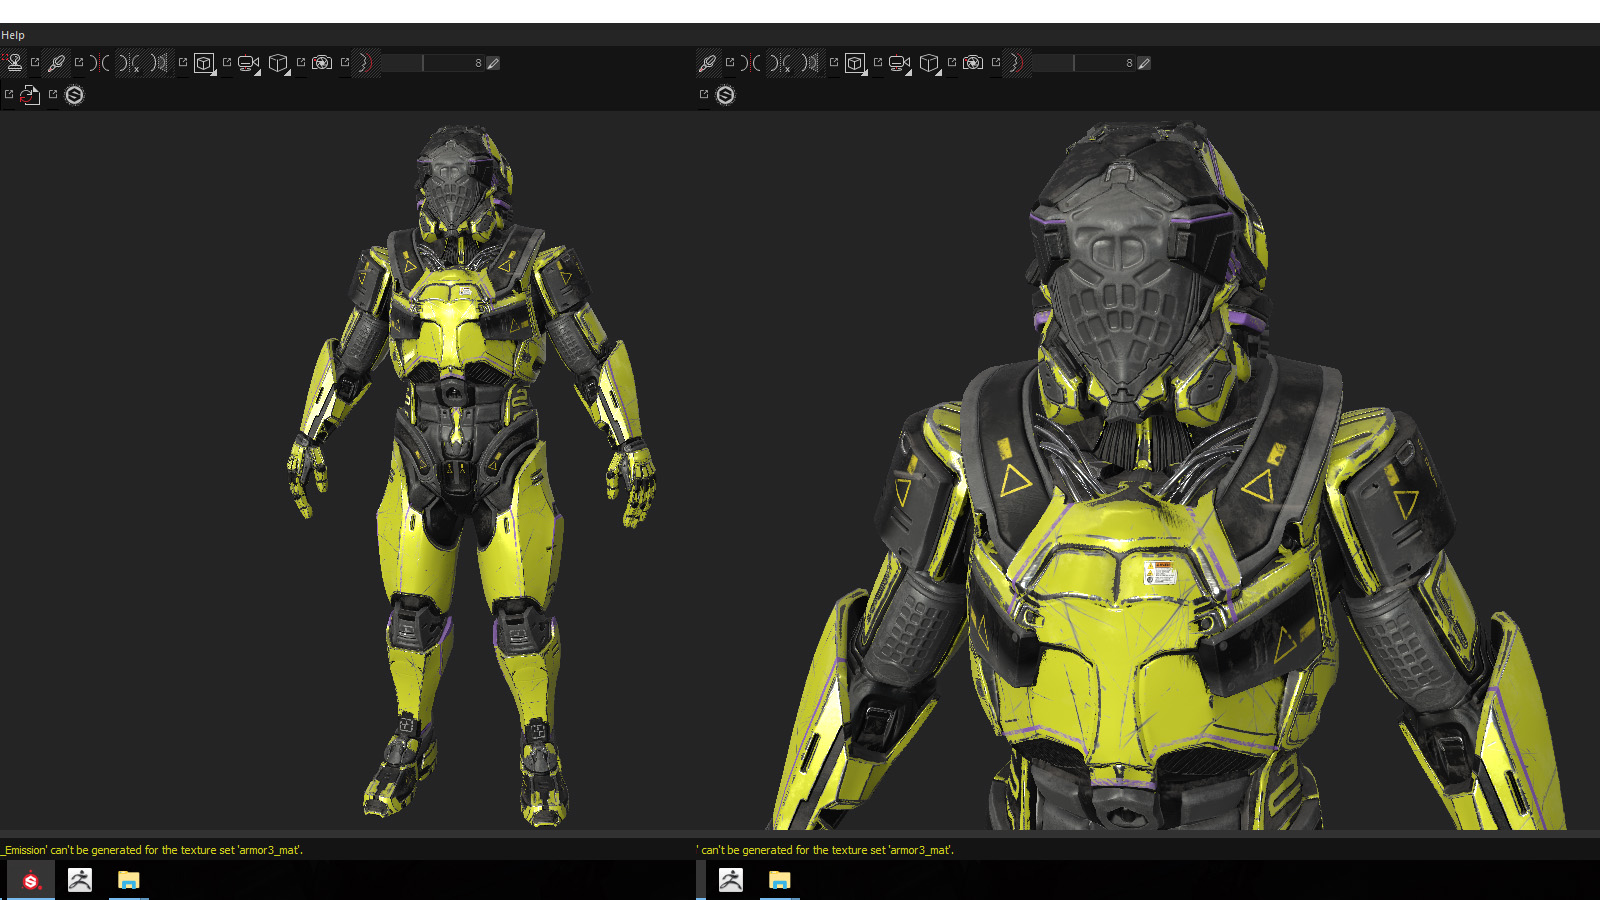 Help
8
8
_Emission' can't be generated for the texture set 'armor3_mat'.
' can't be generated for the texture set 'armor3_mat'.